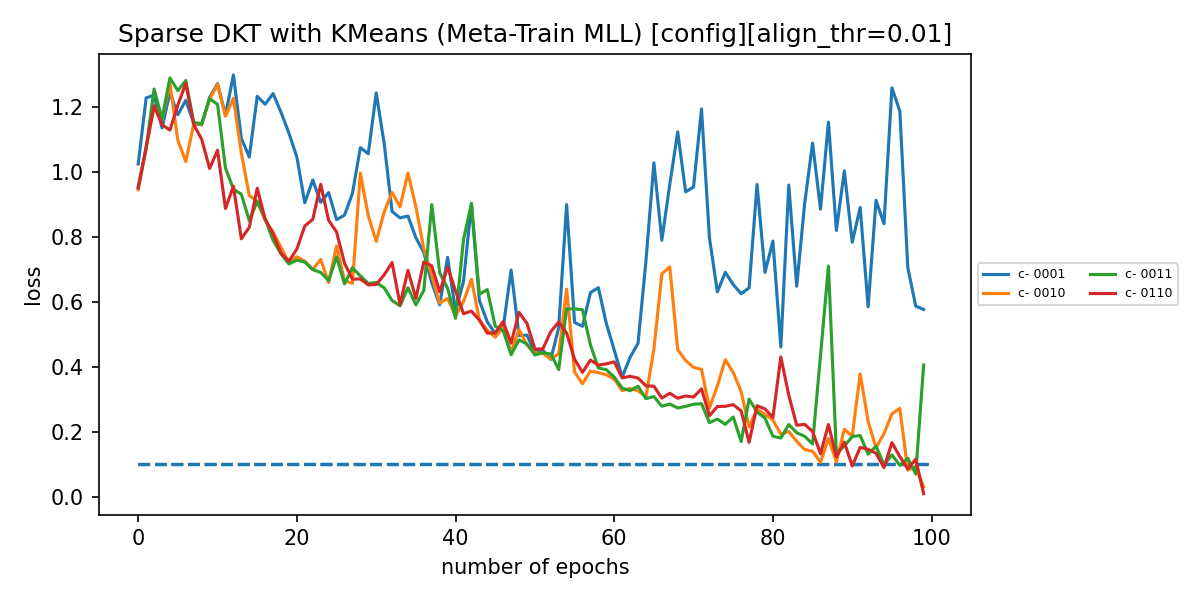 Sparse DKT with KMeans (Meta-Train MLL) [config][align_thr=0.01]
loss
1.2
1.0
0.8
0.6
0.4
0.2
0.0
0 20 40 60 80 100
number of epochs
c- 0001 c- 0011
c- 0010 c- 0110